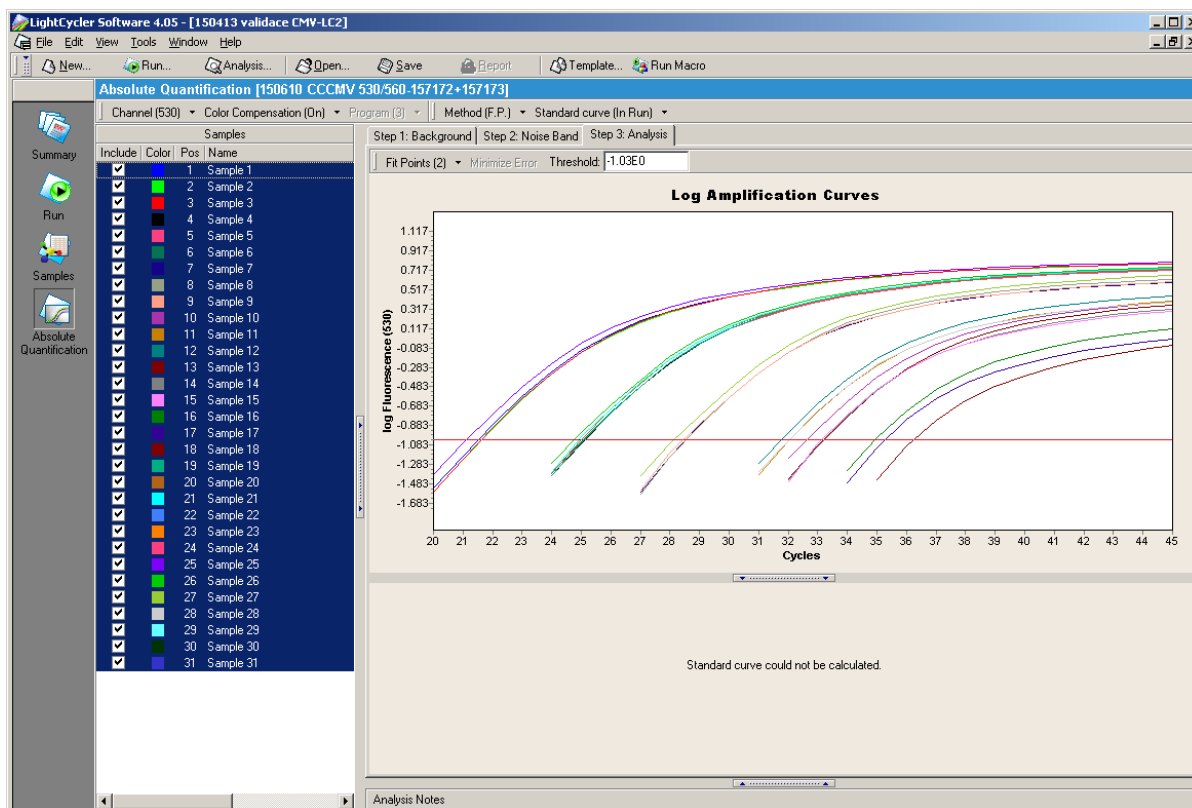 LightCycler Software 4.05 - [150413 validace CMV-LC2]
File Edit View Tools Window Help
New... Run... Analysis... Open... Save Report Template... Run Macro
Absolute Quantification [150610 CCCMV 530/560-157172+157173]
Channel (530) Color Compensation (On) Program (3) Method (F.P.) Standard curve (In Run)
Summary
Run
Samples
Absolute
Quantification
Samples
Include Color Pos Name
1 Sample 1
2 Sample 2
3 Sample 3
4 Sample 4
5 Sample 5
6 Sample 6
7 Sample 7
8 Sample 8
9 Sample 9
10 Sample 10
11 Sample 11
12 Sample 12
13 Sample 13
14 Sample 14
15 Sample 15
16 Sample 16
17 Sample 17
18 Sample 18
19 Sample 19
20 Sample 20
21 Sample 21
22 Sample 22
23 Sample 23
24 Sample 24
25 Sample 25
26 Sample 26
27 Sample 27
28 Sample 28
29 Sample 29
30 Sample 30
31 Sample 31
Step 1: Background Step 2: Noise Band Step 3: Analysis
Fit Points (2) Minimize Error Threshold: -1.03E0
Log Amplification Curves
log Fluorescence (530)
1.117
0.917
0.717
0.517
0.317
0.117
-0.083
-0.283
-0.483
-0.683
-0.883
-1.083
-1.283
-1.483
-1.683
20 21 22 23 24 25 26 27 28 29 30 31 32 33 34 35 36 37 38 39 40 41 42 43 44 45
Cycles
Standard curve could not be calculated.
Analysis Notes